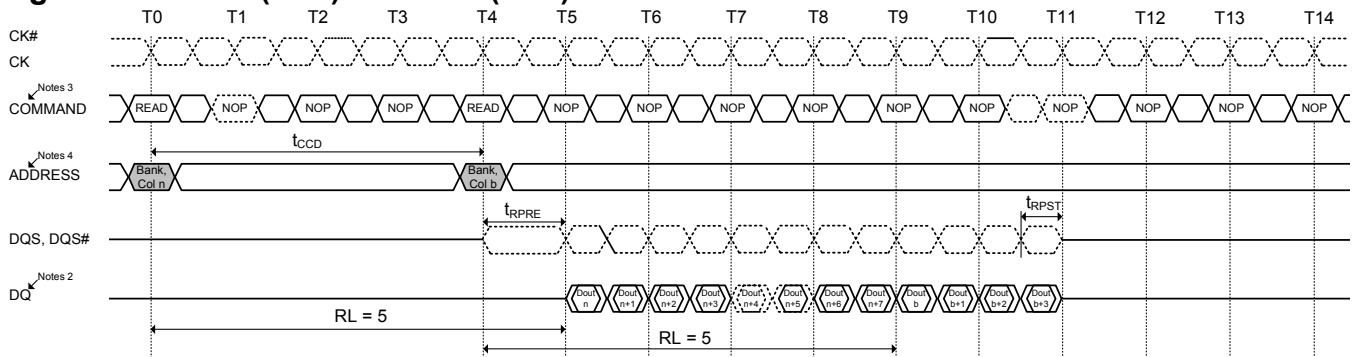 T0 T1 T2 T3 T4 T5 T6 T7 T8 T9 T10 T11 T12 T13 T14
CK#
CK
Notes 3
COMMAND READ NOP NOP NOP READ NOP NOP NOP NOP NOP NOP NOP NOP NOP NOP
tCCD
Notes 4
ADDRESS
Bank, Col n
Bank, Col b
tRPRE
tRPST
DQS, DQS#
Notes 2
DQ
Dout n
Dout n+1
Dout n+2
Dout n+3
Dout n+4
Dout n+5
Dout n+6
Dout n+7
Dout b
Dout b+1
Dout b+2
Dout b+3
RL = 5
RL = 5